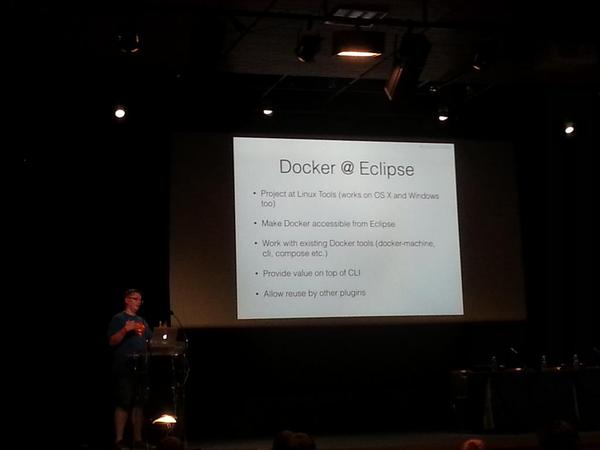 Docker @ Eclipse
• Project at Linux Tools (works on OS X and Windows
too)
• Make Docker accessible from Eclipse
• Work with existing Docker tools (docker-machine,
cli, compose etc.)
• Provide value on top of CLI
• Allow reuse by other plugins